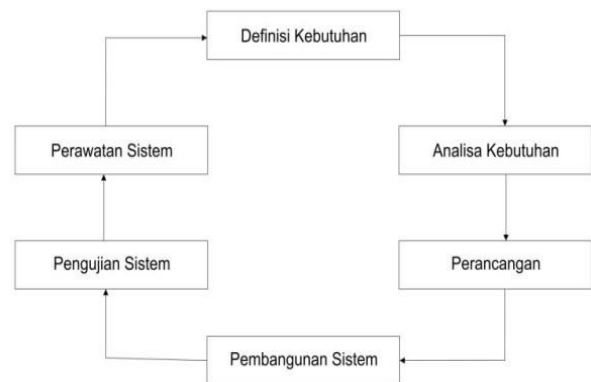 Definisi Kebutuhan
Analisa Kebutuhan
Perancangan
Pembangunan Sistem
Pengujian Sistem
Perawatan Sistem